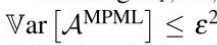 𝕍ar [𝒜^MPML] ≤ ε²